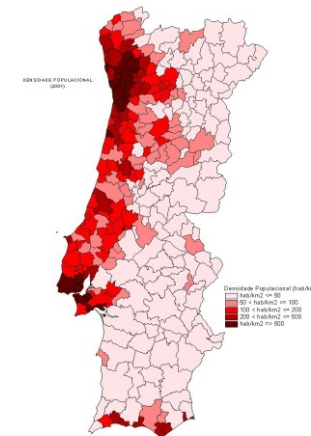 DENSIDADE POPULACIONAL
(2001)
Densidade Populacional (hab/k
hab/km2 <= 50
50 < hab/km2 <= 100
100 < hab/km2 <= 200
200 < hab/km2 <= 500
hab/km2 => 500